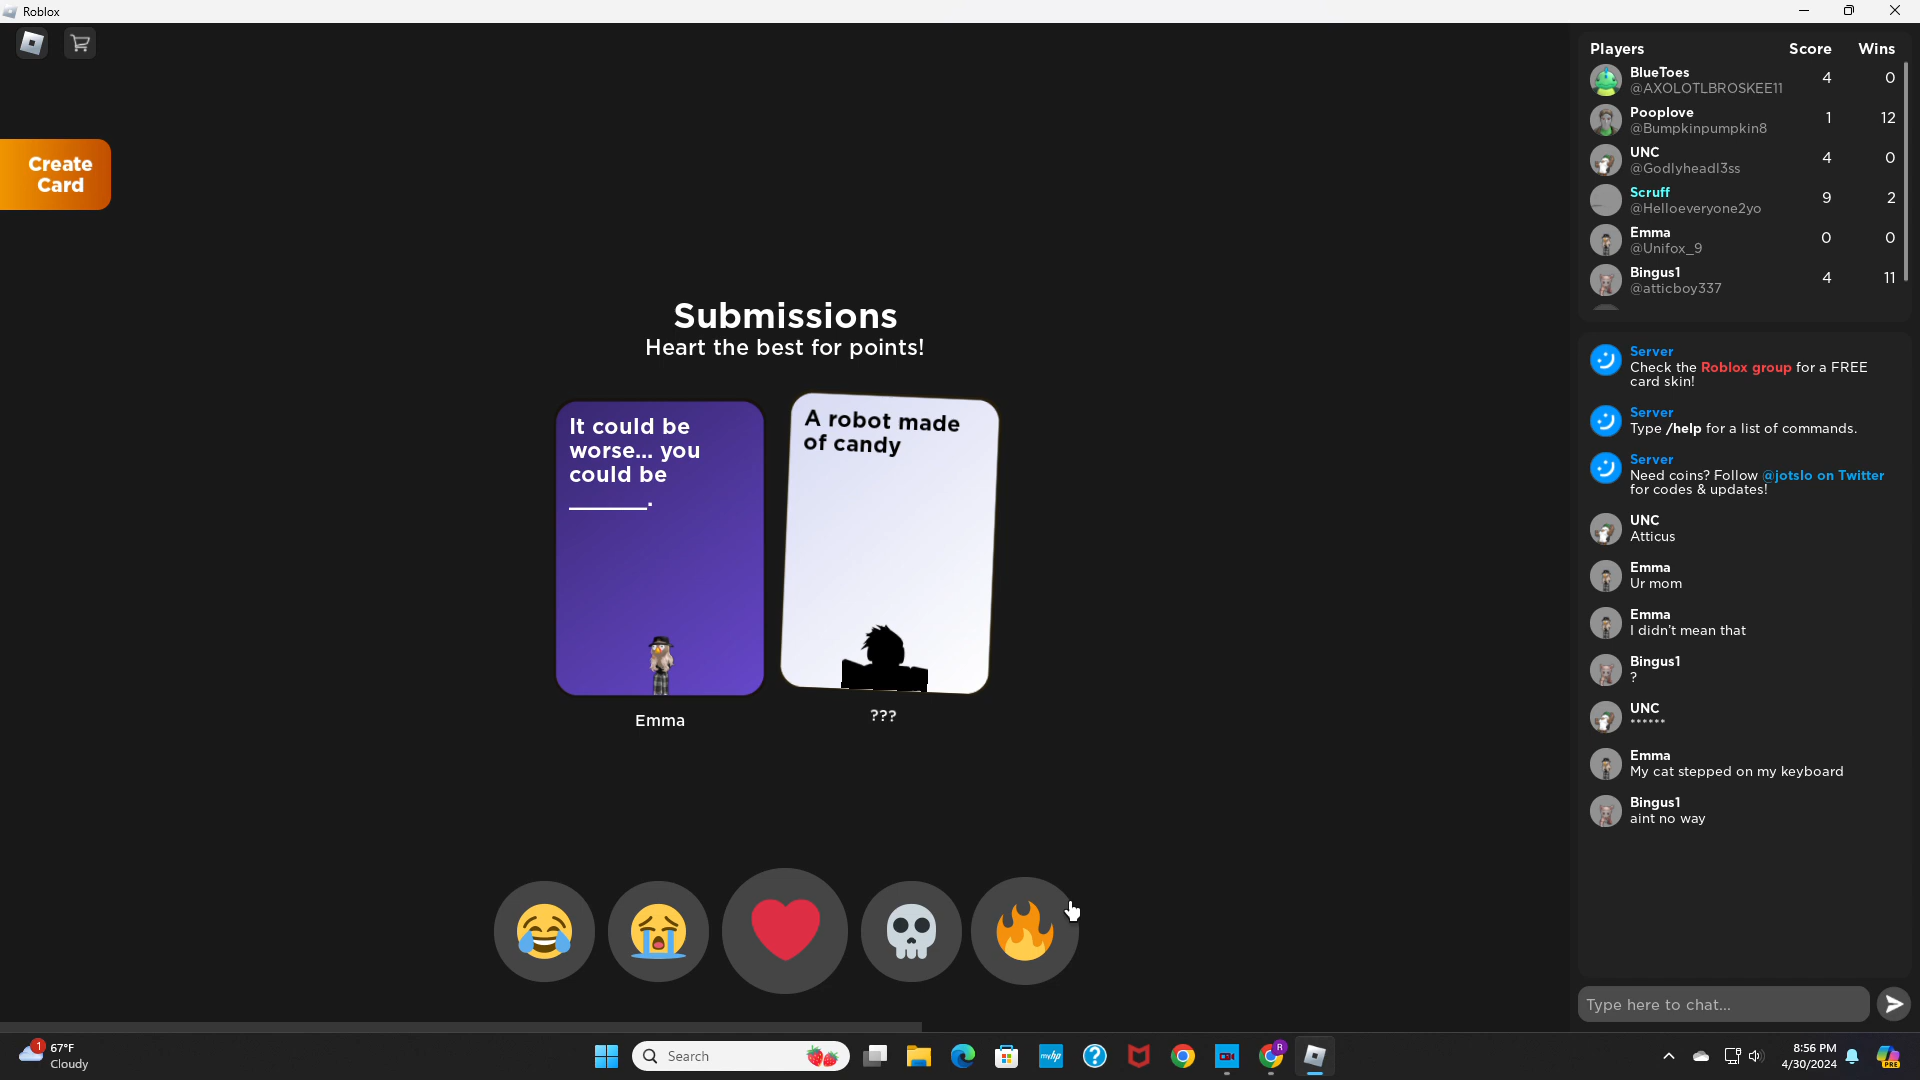 Roblox
Create
Card
Submissions
Heart the best for points!
It could be
worse... you
could be
_______.
Emma
A robot made
of candy
???
Players Score Wins
BlueToes 4 0
@AXOLOTLBROSKEE11
Pooplove 1 12
@Bumpkinpumpkin8
UNC 4 0
@Godlyheadl3ss
Scruff 9 2
@Helloeveryone2yo
Emma 0 0
@Unifox_9
Bingus1 4 11
@atticboy337
Server
Check the Roblox group for a FREE
card skin!
Server
Type /help for a list of commands.
Server
Need coins? Follow @jotslo on Twitter
for codes & updates!
UNC
Atticus
Emma
Ur mom
Emma
I didn't mean that
Bingus1
?
UNC
******
Emma
My cat stepped on my keyboard
Bingus1
aint no way
Type here to chat...
1
67°F
Cloudy
Search
myhp
R
8:56 PM
4/30/2024
PRE